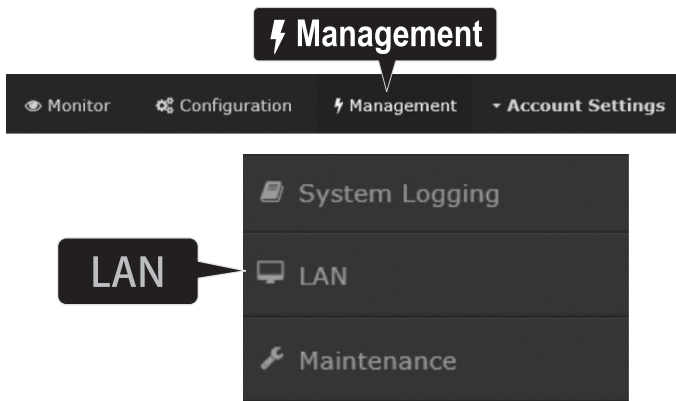 Management
Monitor Configuration Management Account Settings
System Logging
LAN LAN
Maintenance